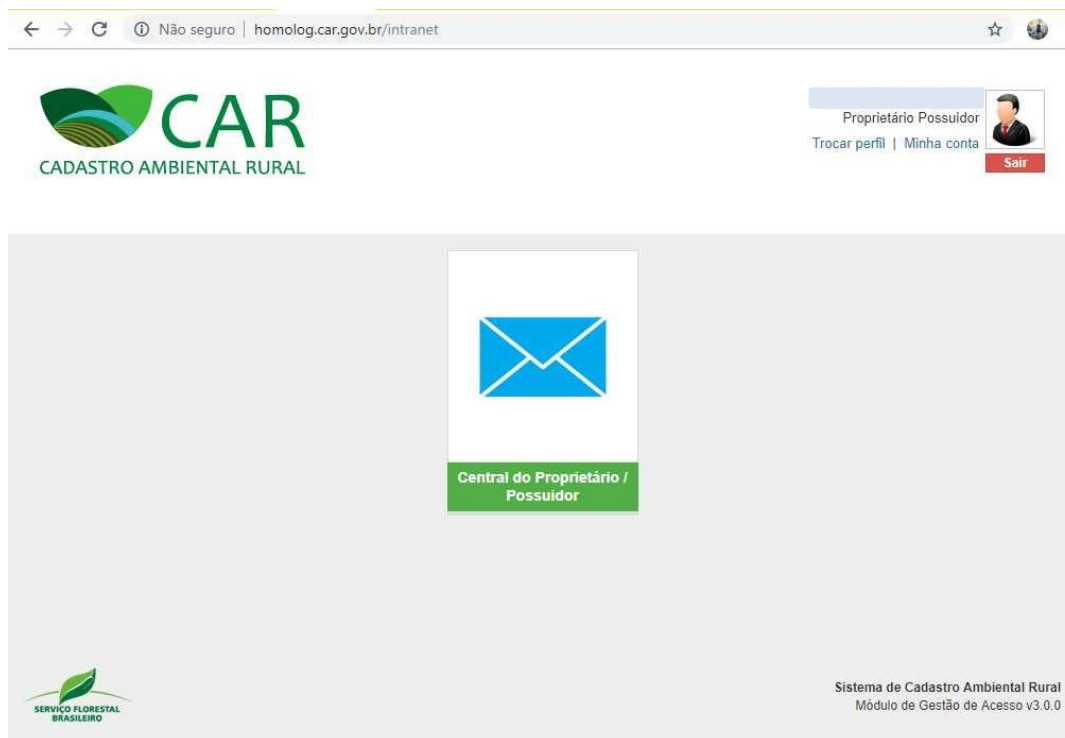 Não seguro | homolog.car.gov.br/intranet
CAR
CADASTRO AMBIENTAL RURAL
Proprietário Possuidor
Trocar perfil | Minha conta
Sair
Central do Proprietário /
Possuidor
SERVIÇO FLORESTAL
BRASILEIRO
Sistema de Cadastro Ambiental Rural
Módulo de Gestão de Acesso v3.0.0